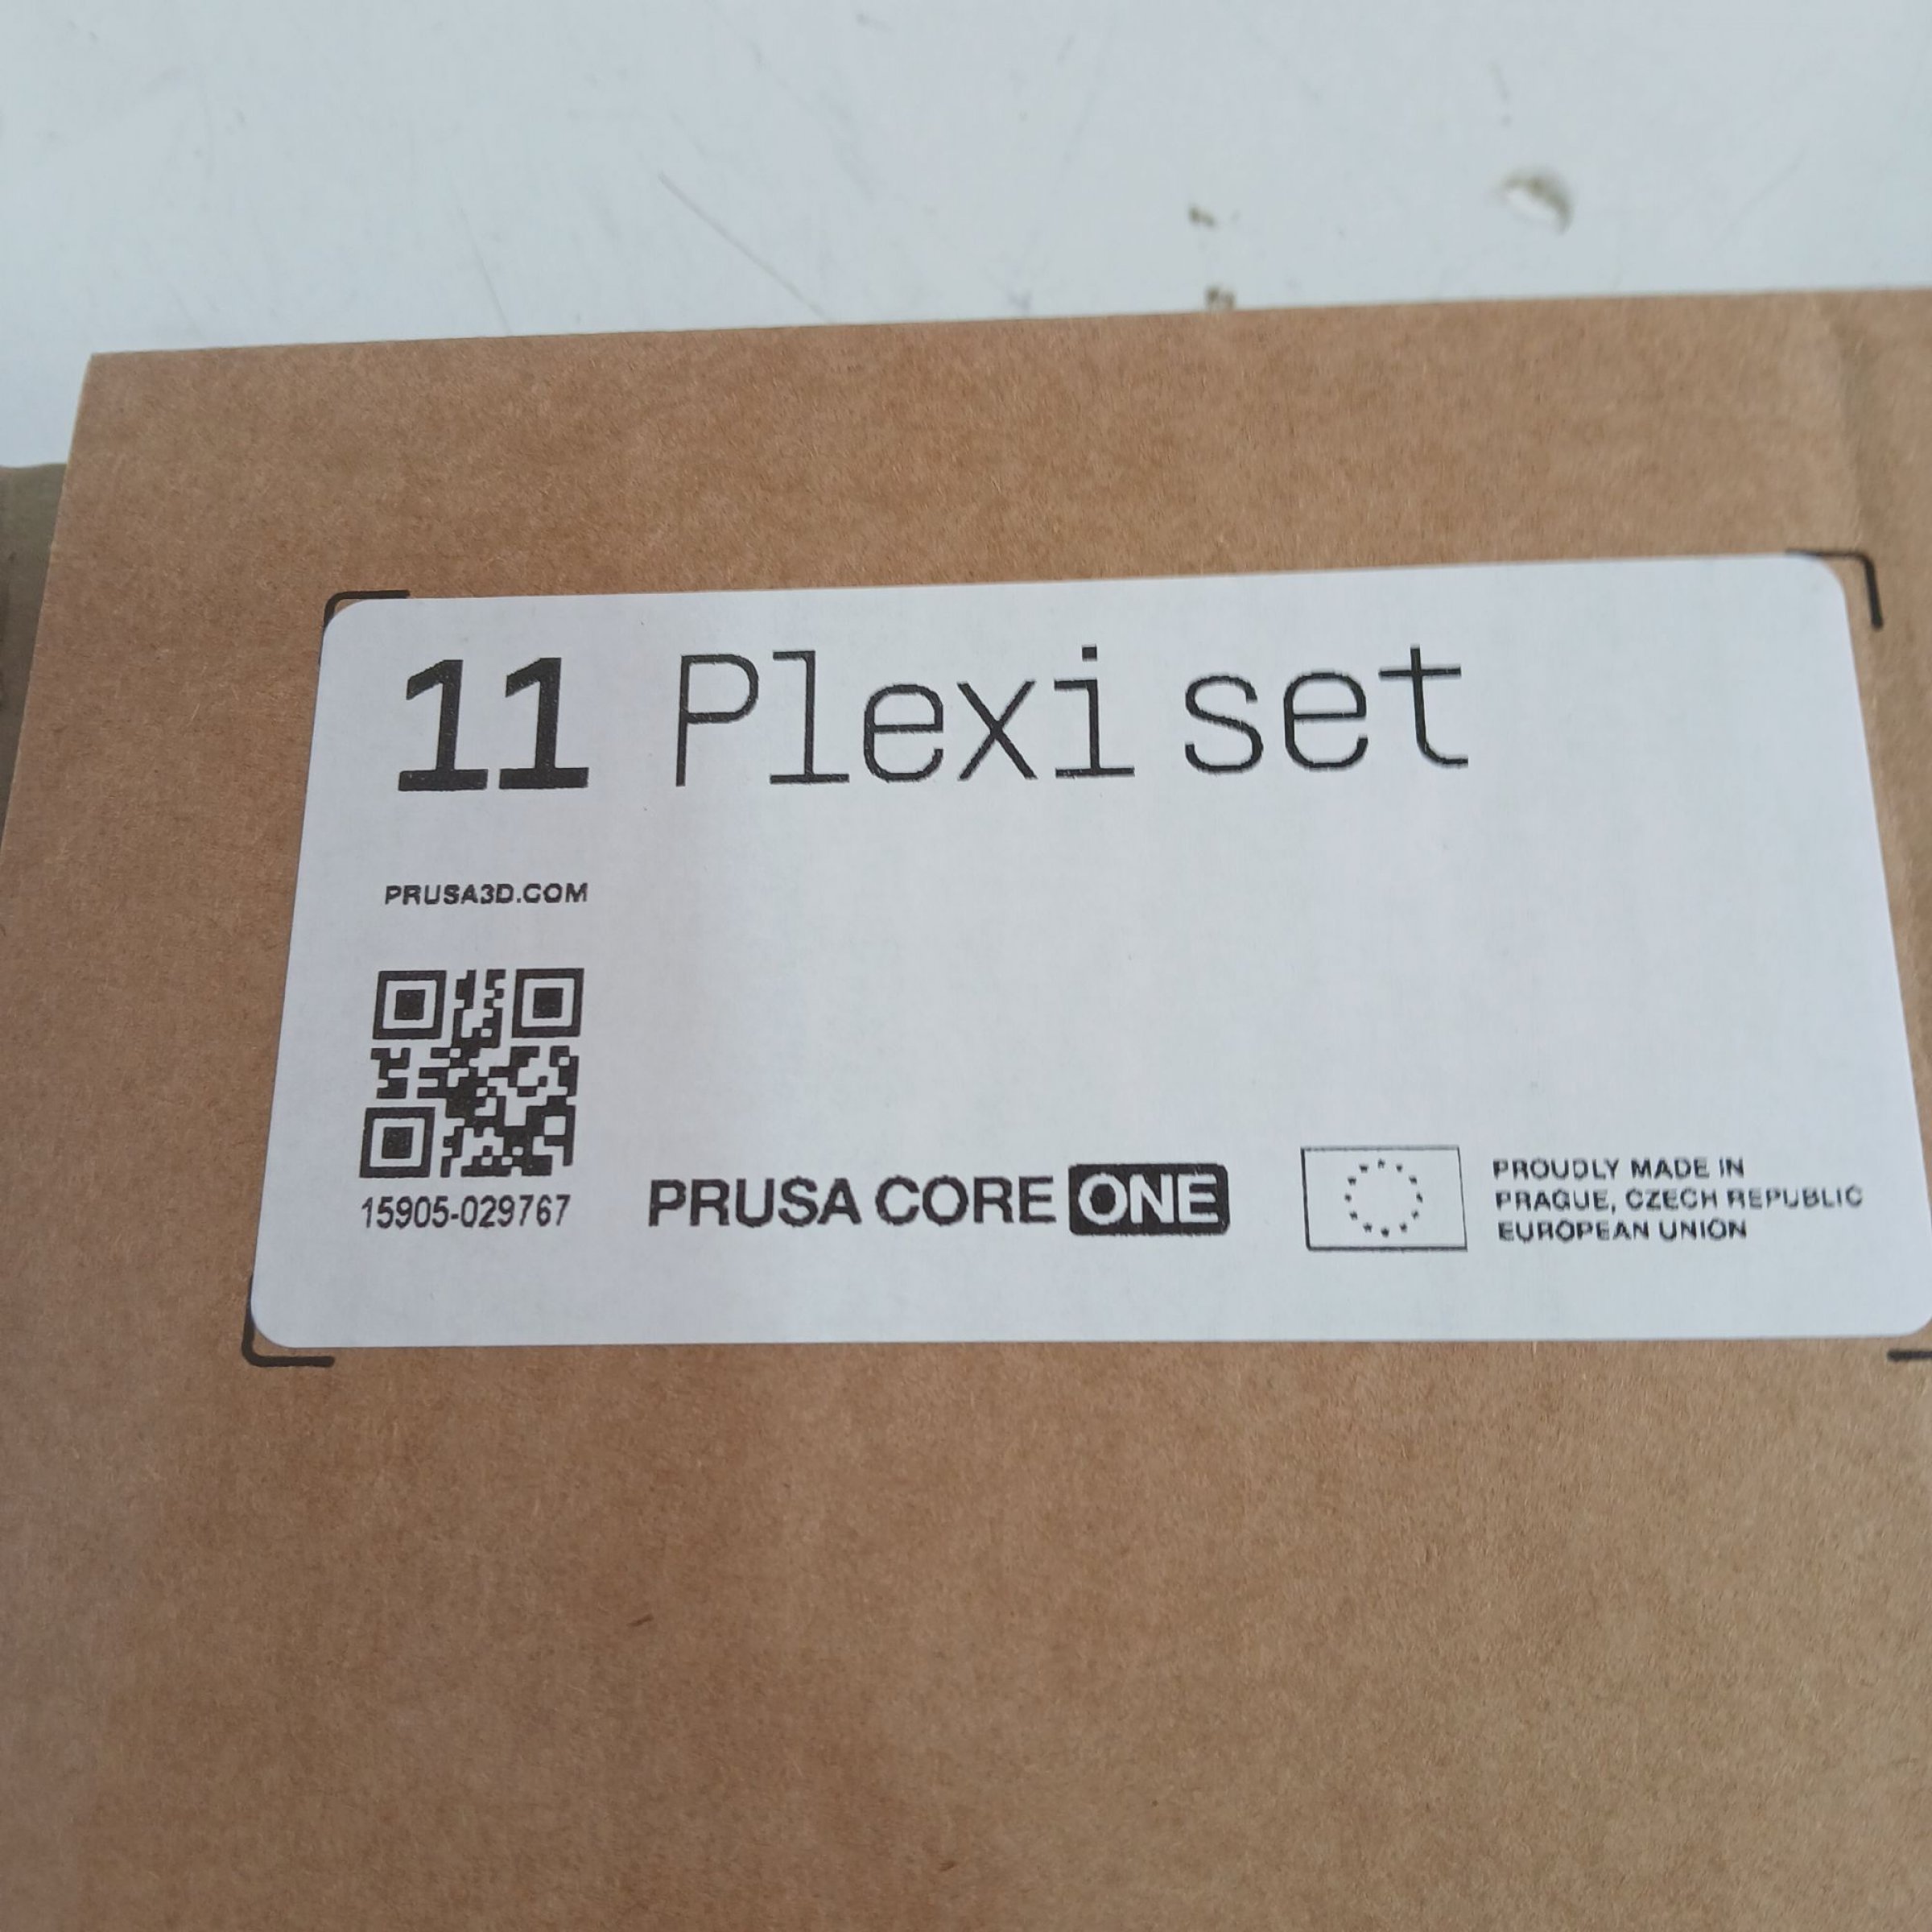 11 Plexi set
PRUSA3D.COM
15905-029767
PRUSA CORE ONE
PROUDLY MADE IN
PRAGUE, CZECH REPUBLIC
EUROPEAN UNION